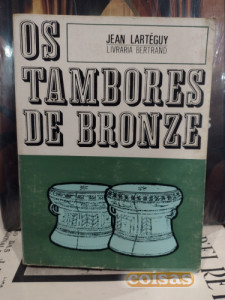 OS
JEAN LARTÉGUY
LIVRARIA BERTRAND
TAMBORES
DE BRONZE
coisas